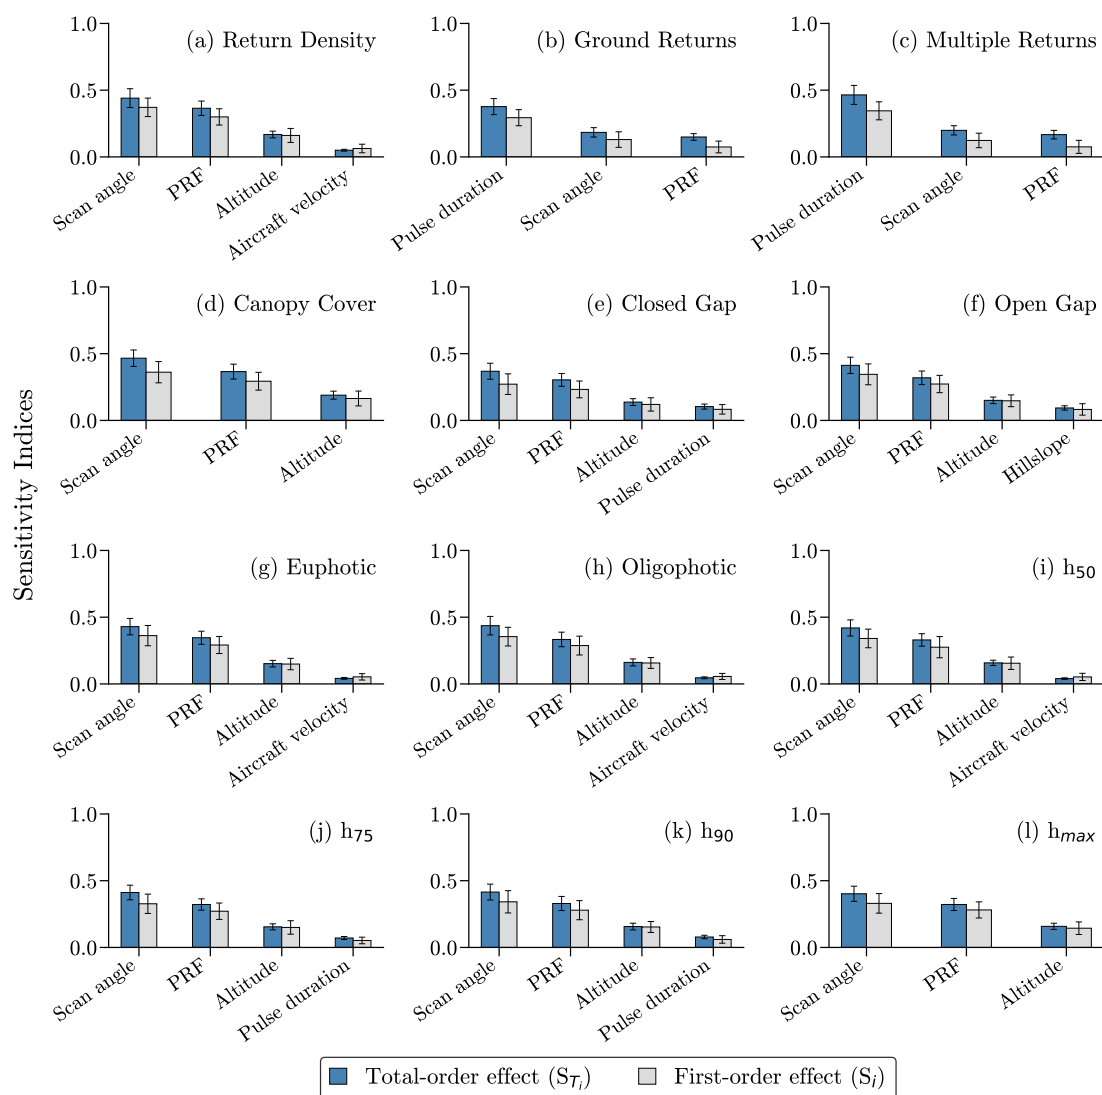 Sensitivity Indices
1.0
0.5
0.0
(a) Return Density
Scan angle
PRF
Altitude
Aircraft velocity
1.0
0.5
0.0
(b) Ground Returns
Pulse duration
Scan angle
PRF
1.0
0.5
0.0
(c) Multiple Returns
Pulse duration
Scan angle
PRF
1.0
0.5
0.0
(d) Canopy Cover
Scan angle
PRF
Altitude
1.0
0.5
0.0
(e) Closed Gap
Scan angle
PRF
Altitude
Pulse duration
1.0
0.5
0.0
(f) Open Gap
Scan angle
PRF
Altitude
Hillslope
1.0
0.5
0.0
(g) Euphotic
Scan angle
PRF
Altitude
Aircraft velocity
1.0
0.5
0.0
(h) Oligophotic
Scan angle
PRF
Altitude
Aircraft velocity
1.0
0.5
0.0
(i) h50
Scan angle
PRF
Altitude
Aircraft velocity
1.0
0.5
0.0
(j) h75
Scan angle
PRF
Altitude
Pulse duration
1.0
0.5
0.0
(k) h90
Scan angle
PRF
Altitude
Pulse duration
1.0
0.5
0.0
(l) hmax
Scan angle
PRF
Altitude
Total-order effect (STi)
First-order effect (Si)